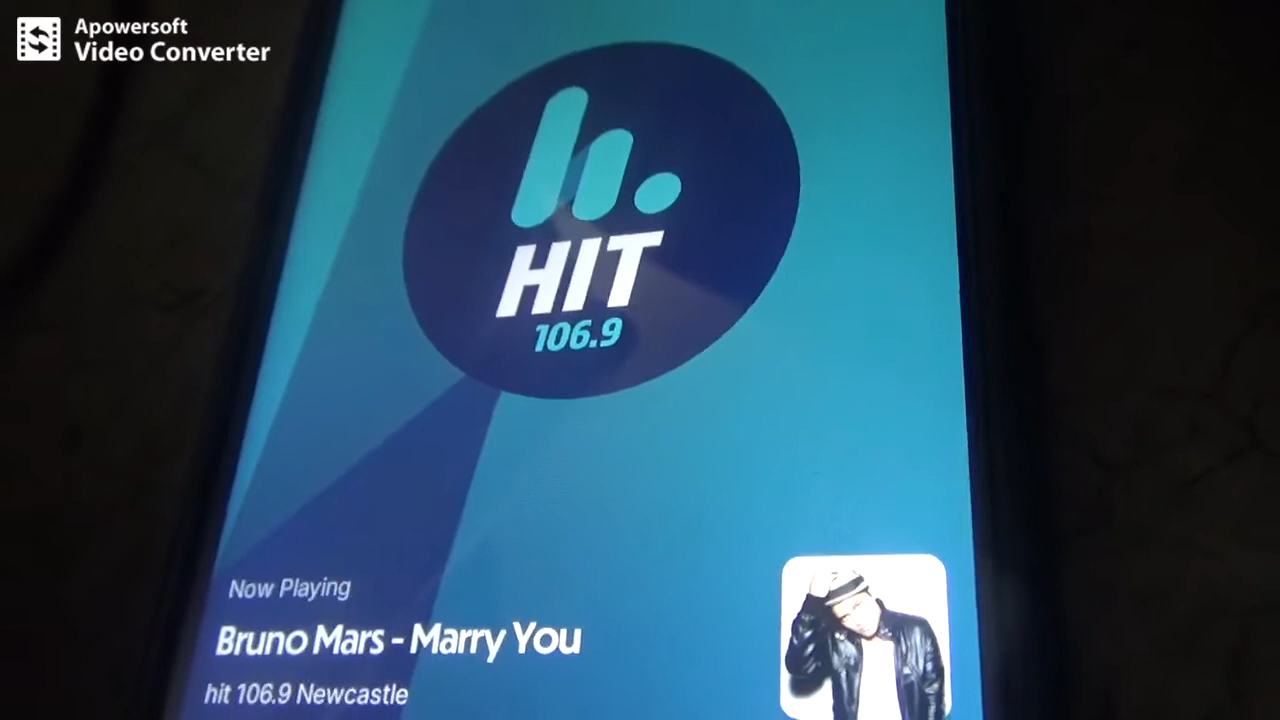 Apowersoft
Video Converter
h.
HIT
106.9
Now Playing
Bruno Mars - Marry You
hit 106.9 Newcastle